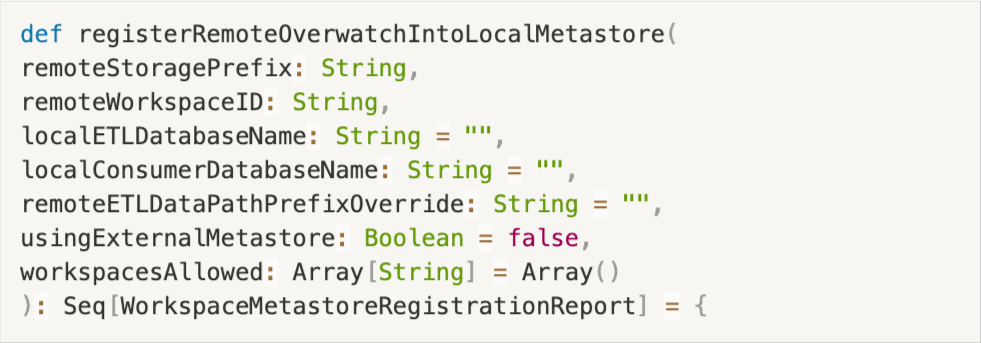 def registerRemoteOverwatchIntoLocalMetastore(
remoteStoragePrefix: String,
remoteWorkspaceID: String,
localETLDatabaseName: String = "",
localConsumerDatabaseName: String = "",
remoteETLDataPathPrefixOverride: String = "",
usingExternalMetastore: Boolean = false,
workspacesAllowed: Array[String] = Array()
): Seq[WorkspaceMetastoreRegistrationReport] = {